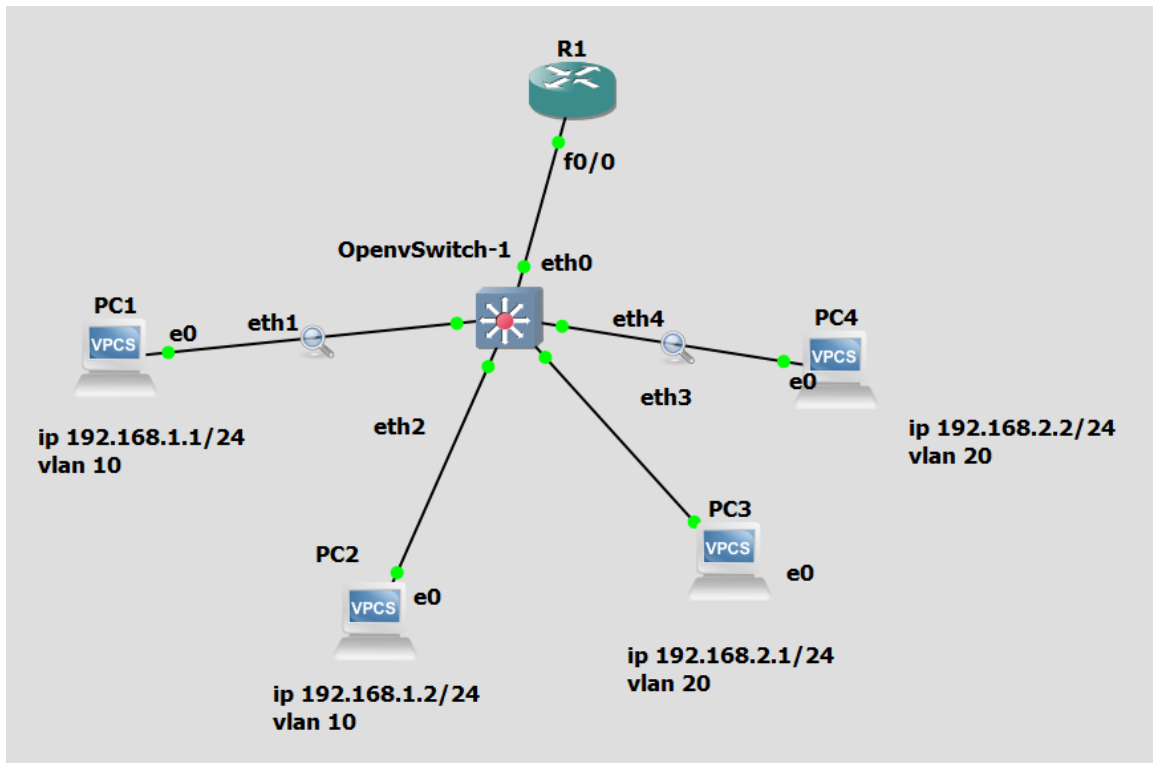 R1
f0/0
OpenvSwitch-1
eth0
PC1
e0
eth1
VPCS
ip 192.168.1.1/24
vlan 10
eth4
PC4
VPCS
e0
ip 192.168.2.2/24
vlan 20
eth2
eth3
PC2
e0
VPCS
ip 192.168.1.2/24
vlan 10
PC3
VPCS
e0
ip 192.168.2.1/24
vlan 20